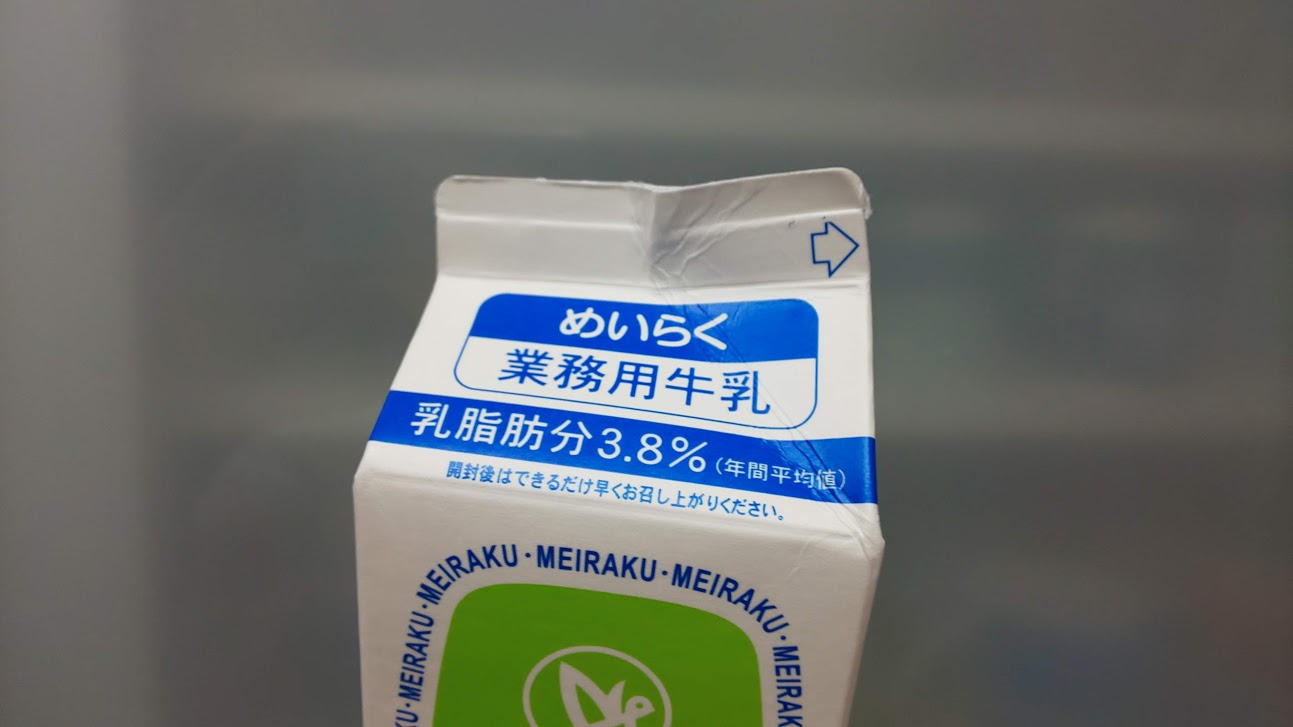 めいらく
業務用牛乳
乳脂肪分3.8%(年間平均値)
開封後はできるだけ早くお召し上がりください。
MEIRAKU・MEIRAKU・MEIRAKU・MEIRAKU・